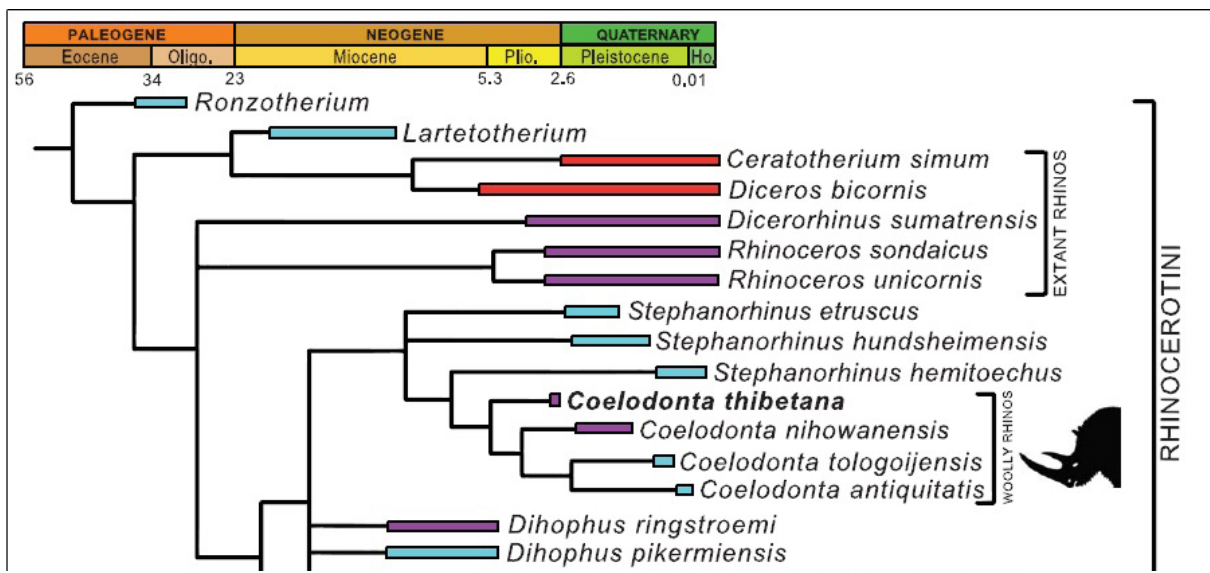 PALEOGENE NEOGENE QUATERNARY
Eocene Oligo. Miocene Plio. Pleistocene Ho.
56 34 23 5.3 2.6 0.01
Ronzotherium
Lartetotherium
Ceratotherium simum
Diceros bicornis
Dicerorhinus sumatrensis
Rhinoceros sondaicus
Rhinoceros unicornis
EXTANT RHINOS
Stephanorhinus etruscus
Stephanorhinus hundsheimensis
Stephanorhinus hemitoechus
Coelodonta thibetana
Coelodonta nihowanensis
Coelodonta tologoijensis
Coelodonta antiquitatis
WOOLLY RHINOS
Dihophus ringstroemi
Dihophus pikermiensis
RHINOCEROTINI